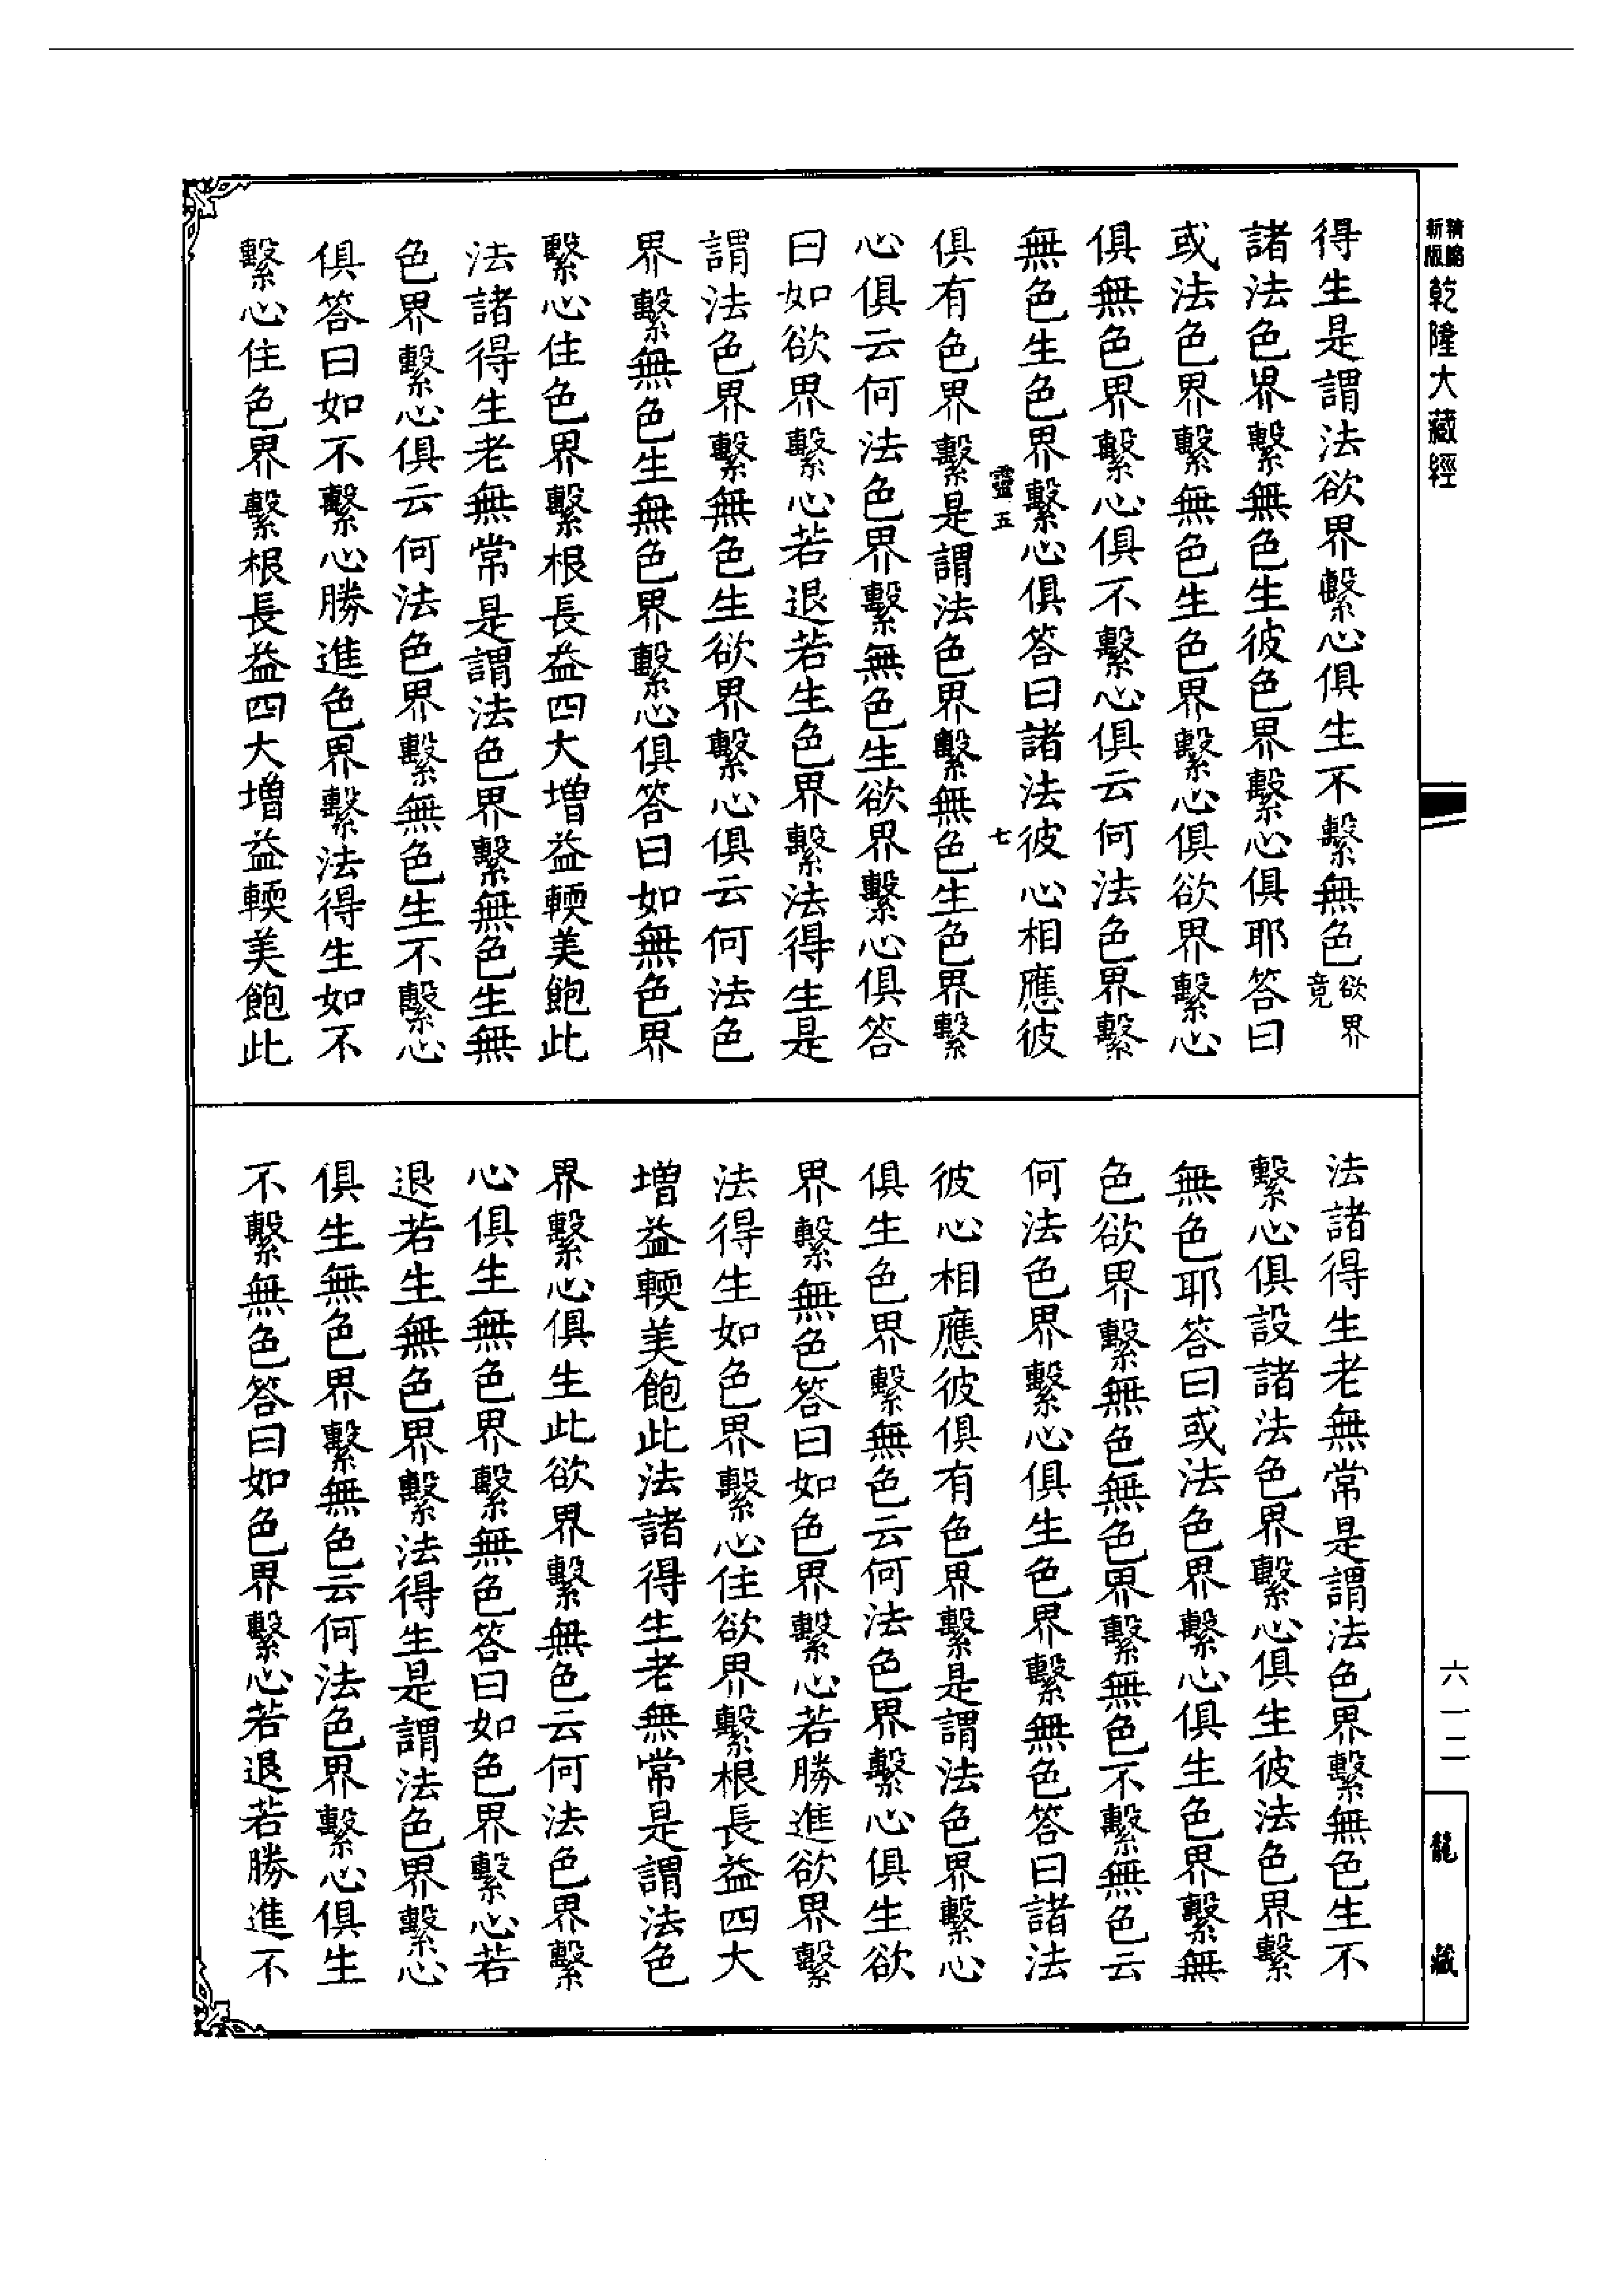 新版
精縮
乾隆大藏經
得生是謂法欲界繫心俱生不繫無色欲界竟
諸法色界繫無色生彼色界繫心俱耶答曰
或法色界繫無色生色界繫心俱欲界繫心
俱無色界繫心俱不繫心俱云何法色界繫
無色生色界繫心俱答曰諸法彼心相應彼
靈五
七
俱有色界繫是謂法色界繫無色生色界繫
心俱云何法色界繫無色生欲界繫心俱答
曰如欲界繫心若退若生色界繫法得生是
謂法色界繫無色生欲界繫心俱云何法色
界繫無色生無色界繫心俱答曰如無色界
繫心住色界繫根長益四大增益輭美飽此
法諸得生老無常是謂法色界繫無色生無
色界繫心俱云何法色界繫無色生不繫心
俱答曰如不繫心勝進色界繫法得生如不
繫心住色界繫根長益四大增益輭美飽此
法諸得生老無常是謂法色界繫無色生不
繫心俱設諸法色界繫心俱生彼法色界繫
無色耶答曰或法色界繫心俱生色界繫無
色欲界繫無色無色界繫無色不繫無色云
何法色界繫心俱生色界繫無色答曰諸法
彼心相應彼俱有色界繫是謂法色界繫心
俱生色界繫無色云何法色界繫心俱生欲
界繫無色答曰如色界繫心若勝進欲界繫
法得生如色界繫心住欲界繫根長益四大
增益輭美飽此法諸得生老無常是謂法色
界繫心俱生此欲界繫無色云何法色界繫
心俱生無色界繫無色答曰如色界繫心若
退若生無色界繫法得生是謂法色界繫心
俱生無色界繫無色云何法色界繫心俱生
不繫無色答曰如色界繫心若退若勝進不
六一二
龍藏